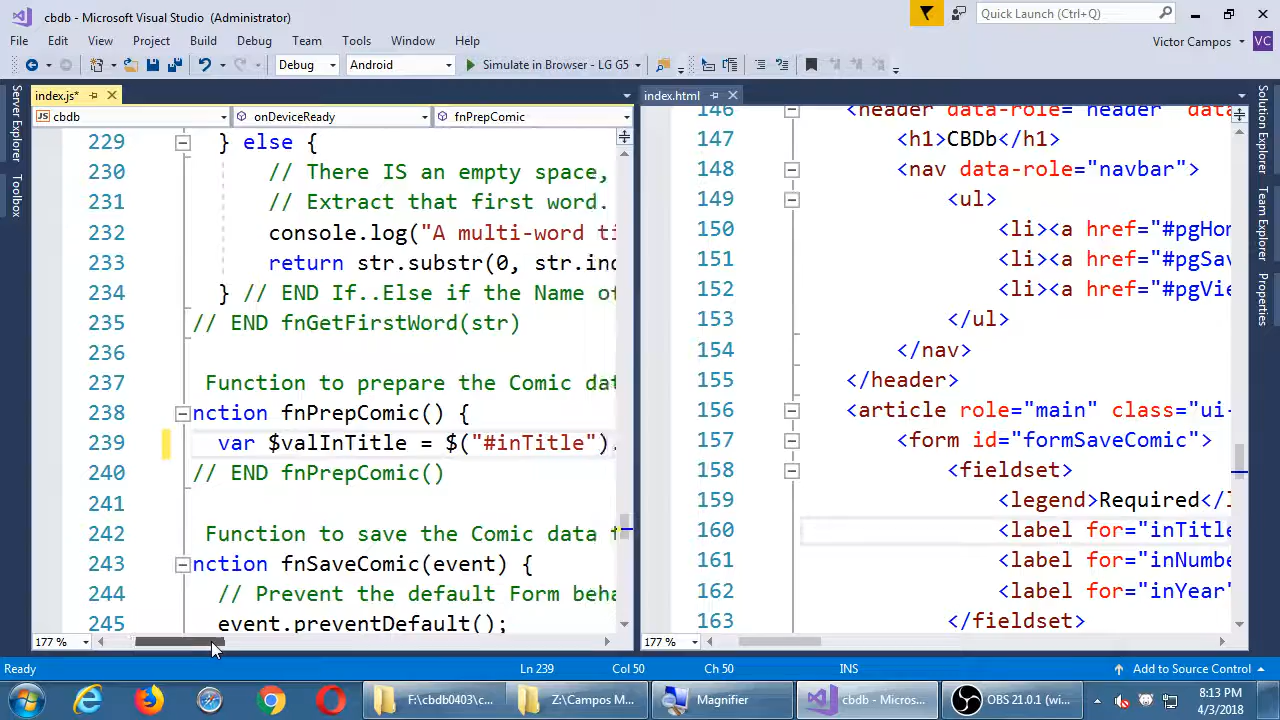 cbdb - Microsoft Visual Studio (Administrator)
Quick Launch (Ctrl+Q)
File Edit View Project Build Debug Team Tools Window Help
Victor Campos VC
Debug Android Simulate in Browser - LG G5
Server Explorer
Toolbox
index.js*
cbdb onDeviceReady fnPrepComic
229 } else {
230 // There IS an empty space,
231 // Extract that first word.
232 console.log("A multi-word ti
233 return str.substr(0, str.ind
234 } // END If..Else if the Name of
235 // END fnGetFirstWord(str)
236
237 Function to prepare the Comic dat
238 nction fnPrepComic() {
239 var $valInTitle = $("#inTitle").
240 // END fnPrepComic()
241
242 Function to save the Comic data t
243 nction fnSaveComic(event) {
244 // Prevent the default Form beha
245 event.preventDefault();
177 %
index.html
146 <header data-role="header" data
147 <h1>CBDb</h1>
148 <nav data-role="navbar">
149 <ul>
150 <li><a href="#pgHom
151 <li><a href="#pgSav
152 <li><a href="#pgVie
153 </ul>
154 </nav>
155 </header>
156 <article role="main" class="ui-
157 <form id="formSaveComic">
158 <fieldset>
159 <legend>Required</l
160 <label for="inTitle
161 <label for="inNumbe
162 <label for="inYear"
163 </fieldset>
177 %
Solution Explorer
Team Explorer
Properties
Ready Ln 239 Col 50 Ch 50 INS Add to Source Control
F:\cbdb0403\c... Z:\Campos M... Magnifier cbdb - Micros... OBS 21.0.1 (wi...
8:13 PM
4/3/2018